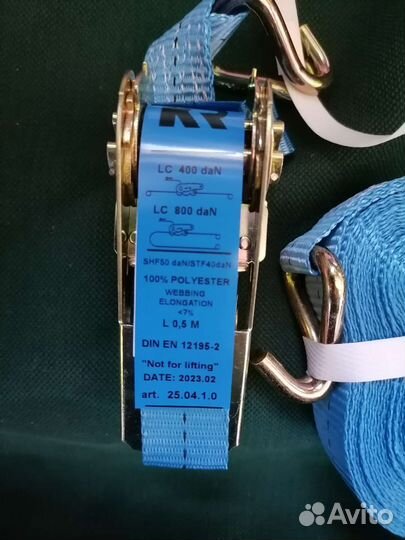 KR
LC 400 daN
LC 800 daN
SHF50 daN/STF40daN
100% POLYESTER
WEBBING
ELONGATION
<7%
L 0,5 M
DIN EN 12195-2
"Not for lifting"
DATE: 2023.02
art. 25.04.1.0
Avito